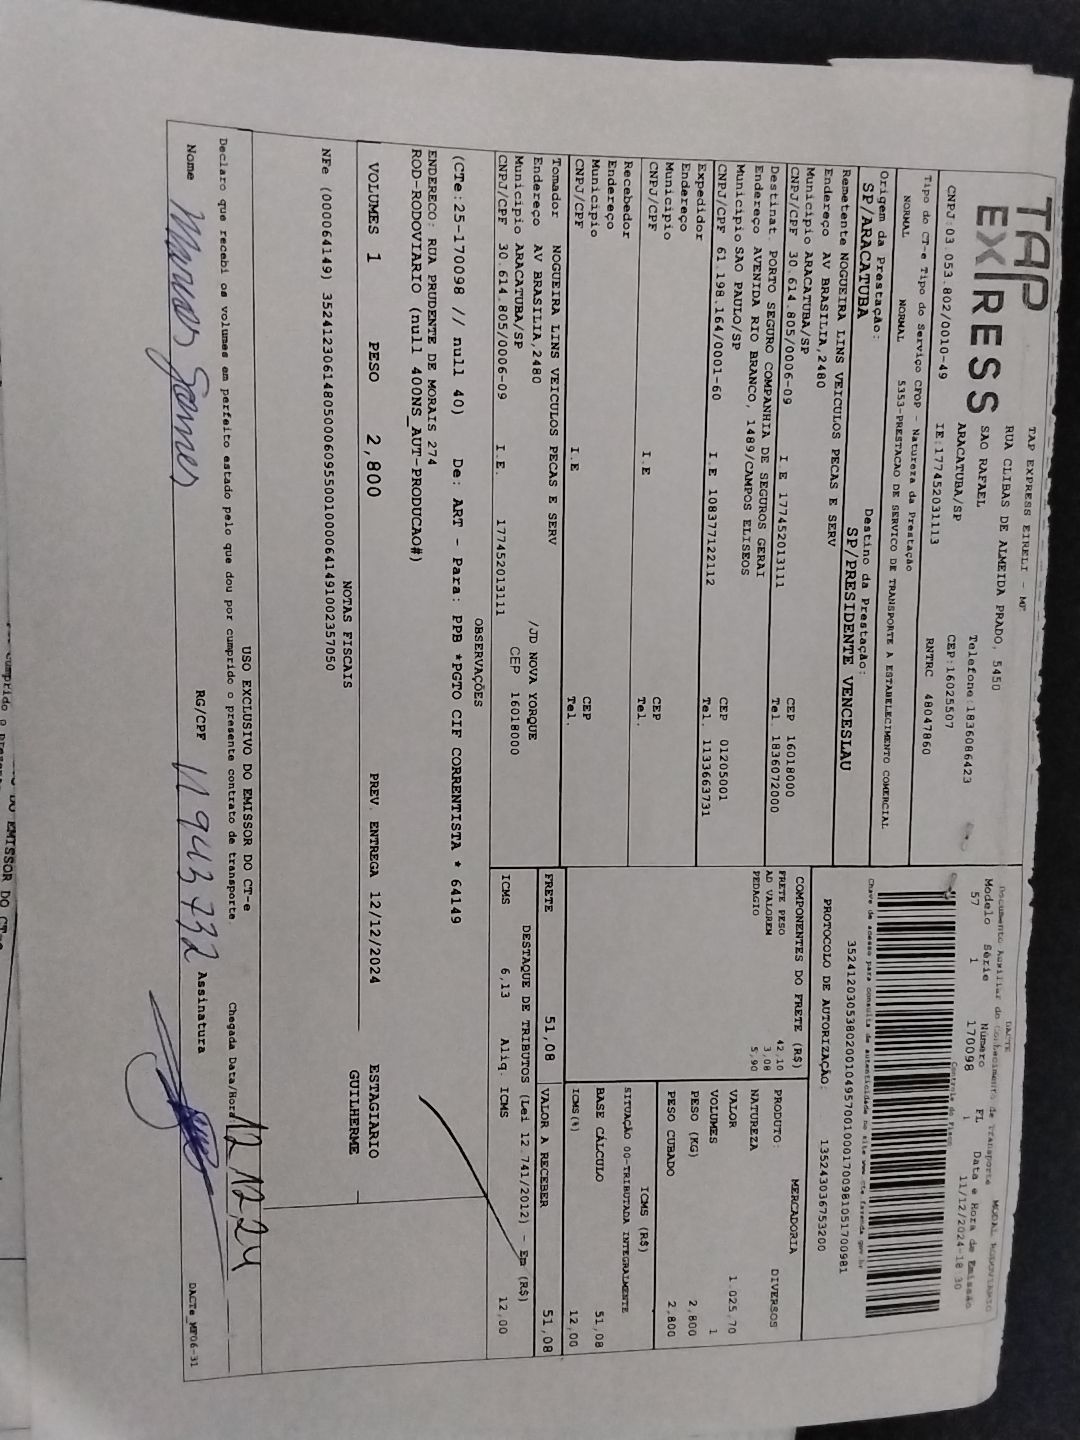 TAP
EXPRESS
TAP EXPRESS EIRELI - ME
RUA CLIBAS DE ALMEIDA PRADO, 5450
SAO RAFAEL Telefone:1836086423
ARACATUBA/SP CEP:16025507
CNPJ:03.053.802/0010-49 IE:177452031113 RNTRC 48047860
Tipo do CT-e Tipo do Serviço CFOP - Natureza da Prestação
NORMAL NORMAL 5353-PRESTACAO DE SERVICO DE TRANSPORTE A ESTABELECIMENTO COMERCIAL
Origem da Prestação: Destino da Prestação:
SP/ARACATUBA SP/PRESIDENTE VENCESLAU
Remetente NOGUEIRA LINS VEICULOS PECAS E SERV
Endereço AV BRASILIA,2480
Municipio ARACATUBA/SP CEP 16018000
CNPJ/CPF 30.614.805/0006-09 I.E 177452013111 Tel. 1836072000
Destinat PORTO SEGURO COMPANHIA DE SEGUROS GERAI
Endereço AVENIDA RIO BRANCO, 1489/CAMPOS ELISEOS
Municipio SAO PAULO/SP CEP 01205001
CNPJ/CPF 61.198.164/0001-60 I.E 108377122112 Tel. 1133663731
Expedidor
Endereço
Municipio CEP
CNPJ/CPF I.E Tel.
Recebedor
Endereço
Municipio CEP
CNPJ/CPF I.E Tel.
Tomador NOGUEIRA LINS VEICULOS PECAS E SERV
Endereço AV BRASILIA,2480 /JD NOVA YORQUE
Municipio ARACATUBA/SP CEP 16018000
CNPJ/CPF 30.614.805/0006-09 I.E. 177452013111
DACTE MODAL RODOVIARIO
Documento Auxiliar do Conhecimento de Transporte
Modelo Série Número FL Data e Hora de Emissão
57 1 170098 1 11/12/2024-18:30
Controle do Fisco
Chave de acesso para consulta de autenticidade no site www.cte.fazenda.gov.br
35241203053802001049570010001700981051700981
PROTOCOLO DE AUTORIZAÇÃO: 135243036753200
COMPONENTES DO FRETE (R$)
FRETE PESO 42,10
AD VALOREM 3,08
PEDAGIO 5,90
PRODUTO: MERCADORIA
NATUREZA DIVERSOS
VALOR 1.025,70
VOLUMES 1
PESO (KG) 2,800
PESO CUBADO 2,800
ICMS (R$)
SITUAÇÃO 00-TRIBUTADA INTEGRALMENTE
BASE CÁLCULO 51,08
ICMS(%) 12,00
FRETE 51,08 VALOR A RECEBER 51,08
DESTAQUE DE TRIBUTOS (Lei 12.741/2012) - Em (R$)
ICMS 6,13 Aliq. ICMS 12,00
OBSERVAÇÕES
(CTe:25-170098 // null 40) De: ART - Para: PPB *PGTO CIF CORRENTISTA * 64149
ENDERECO: RUA PRUDENTE DE MORAIS 274
ROD-RODOVIARIO (null 400NS_AUT-PRODUCAO#)
VOLUMES 1 PESO 2,800 PREV. ENTREGA 12/12/2024 ESTAGIARIO
GUILHERME
NOTAS FISCAIS
NFe (000064149) 35241230614805000609550010000641491002357050
USO EXCLUSIVO DO EMISSOR DO CT-e
Declaro que recebi os volumes em perfeito estado pelo que dou por cumprido o presente contrato de transporte. Chegada Data/Hora 12 12 24
Nome Marcos Gomes RG/CPF 11 943 732 Assinatura
DACTe_MF06-31
DO EMISSOR DO CT-e